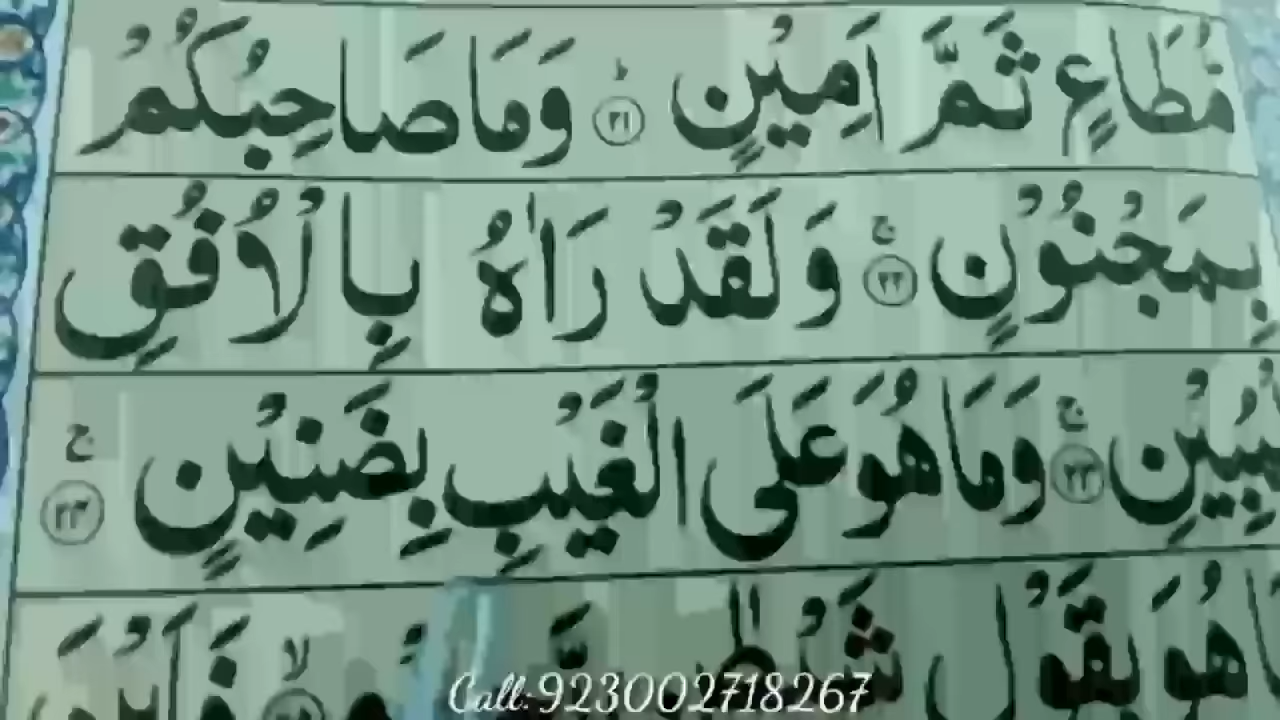 مُّطَاعٍ ثَمَّ اَمِيْنٍ ؕ ﴿۲۱﴾ وَمَا صَاحِبُكُمْ
بِمَجْنُوْنٍ ۚ ﴿۲۲﴾ وَلَقَدْ رَاٰهُ بِالْاُفُقِ
الْمُبِيْنِ ۚ ﴿۲۳﴾ وَمَا هُوَ عَلَى الْغَيْبِ بِضَنِيْنٍ ۚ ﴿۲۴﴾
هُوَ بِقَوْلِ فَاَيْنَ
Call:923002718267